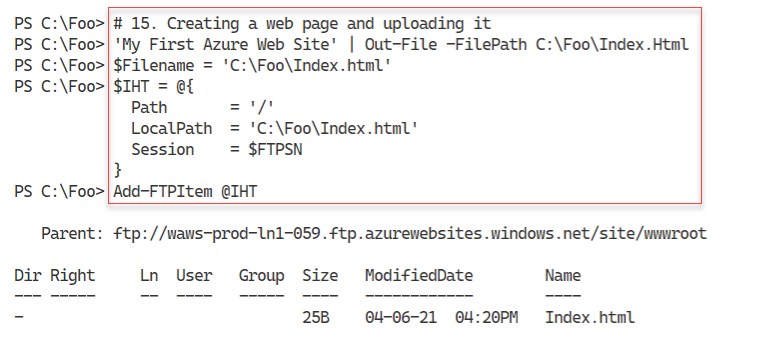 PS C:\Foo> # 15. Creating a web page and uploading it
PS C:\Foo> 'My First Azure Web Site' | Out-File -FilePath C:\Foo\Index.Html
PS C:\Foo> $Filename = 'C:\Foo\Index.html'
PS C:\Foo> $IHT = @{
  Path       = '/'
  LocalPath  = 'C:\Foo\Index.html'
  Session    = $FTPSN
}
PS C:\Foo> Add-FTPItem @IHT
   Parent: ftp://waws-prod-ln1-059.ftp.azurewebsites.windows.net/site/wwwroot
Dir Right     Ln  User   Group  Size   ModifiedDate        Name
--- -----     --  ----   -----  ----   ------------        ----
-                               25B    04-06-21  04:20PM   Index.html